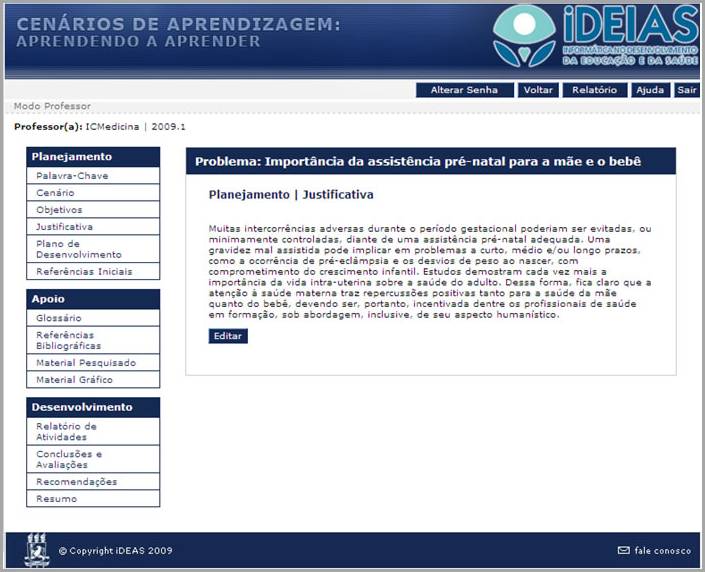 CENÁRIOS DE APRENDIZAGEM:
APRENDENDO A APRENDER
iDEIAS
INFORMÁTICA NO DESENVOLVIMENTO
DA EDUCAÇÃO E DA SAÚDE
Alterar Senha
Voltar
Relatório
Ajuda
Sair
Modo Professor
Professor(a): ICMedicina | 2009.1
Planejamento
Palavra-Chave
Cenário
Objetivos
Justificativa
Plano de
Desenvolvimento
Referências Iniciais
Apoio
Glossário
Referências
Bibliográficas
Material Pesquisado
Material Gráfico
Desenvolvimento
Relatório de
Atividades
Conclusões e
Avaliações
Recomendações
Resumo
Problema: Importância da assistência pré-natal para a mãe e o bebê
Planejamento | Justificativa
Muitas intercorrências adversas durante o período gestacional poderiam ser evitadas, ou
minimamente controladas, diante de uma assistência pré-natal adequada. Uma
gravidez mal assistida pode implicar em problemas a curto, médio e/ou longo prazos,
como a ocorrência de pré-eclâmpsia e os desvios de peso ao nascer, com
comprometimento do crescimento infantil. Estudos demostram cada vez mais a
importância da vida intra-uterina sobre a saúde do adulto. Dessa forma, fica claro que a
atenção à saúde materna traz repercussões positivas tanto para a saúde da mãe
quanto do bebê, devendo ser, portanto, incentivada dentre os profissionais de saúde
em formação, sob abordagem, inclusive, de seu aspecto humanístico.
Editar
© Copyright iDEAS 2009
fale conosco